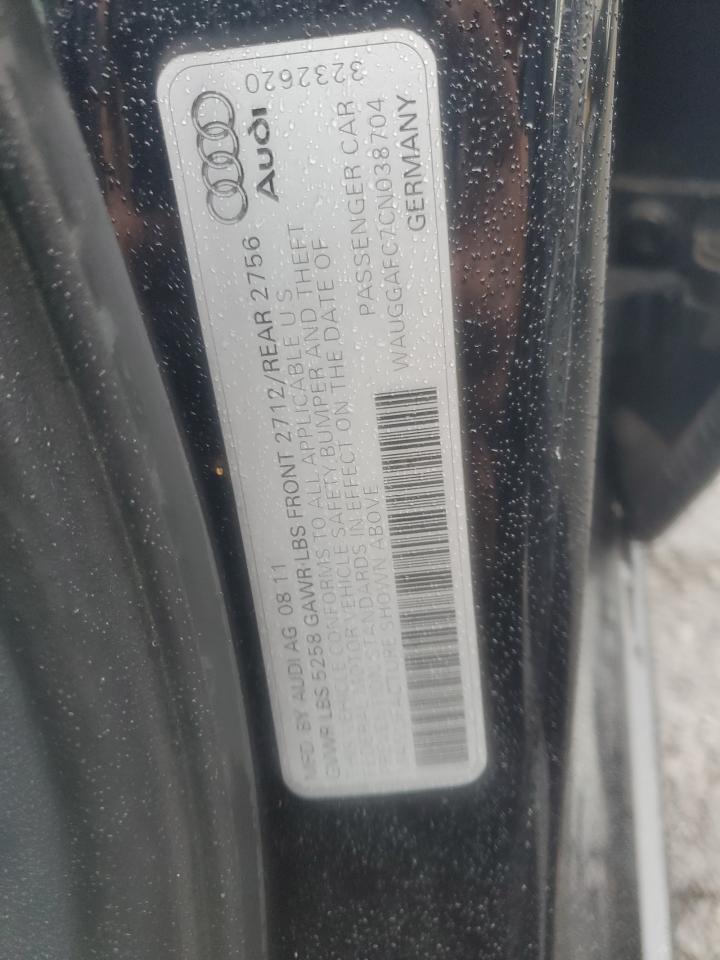 Audi
3232620
MFD BY AUDI AG 08 11
GVWR LBS 5258 GAWR-LBS FRONT 2712/REAR 2756
THIS VEHICLE CONFORMS TO ALL APPLICABLE U S
FEDERAL MOTOR VEHICLE SAFETY BUMPER AND THEFT
PREVENTION STANDARDS IN EFFECT ON THE DATE OF
MANUFACTURE SHOWN ABOVE
PASSENGER CAR
WAUGGAFC7CN038704
GERMANY